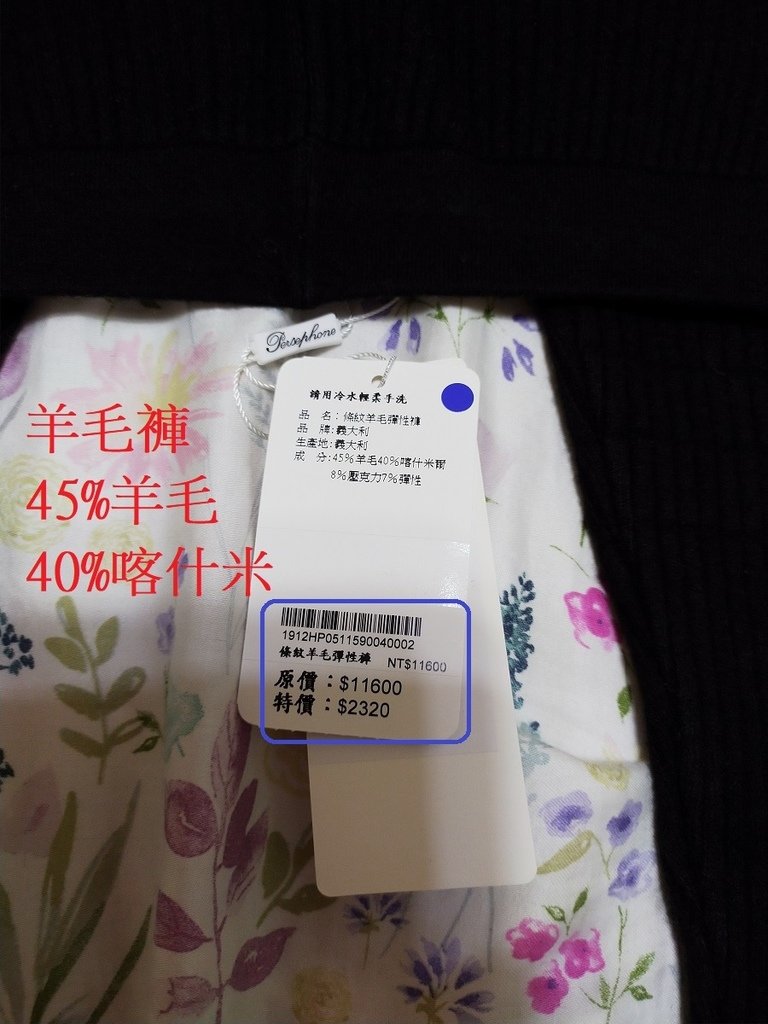 Persephone
請用冷水輕柔手洗
品 名：條紋羊毛彈性褲
品 牌：義大利
生產地：義大利
成 分：45%羊毛40%喀什米爾
8%壓克力7%彈性
羊毛褲
45%羊毛
40%喀什米
1912HP0511590040002
條紋羊毛彈性褲 NT$11600
原價：$11600
特價：$2320